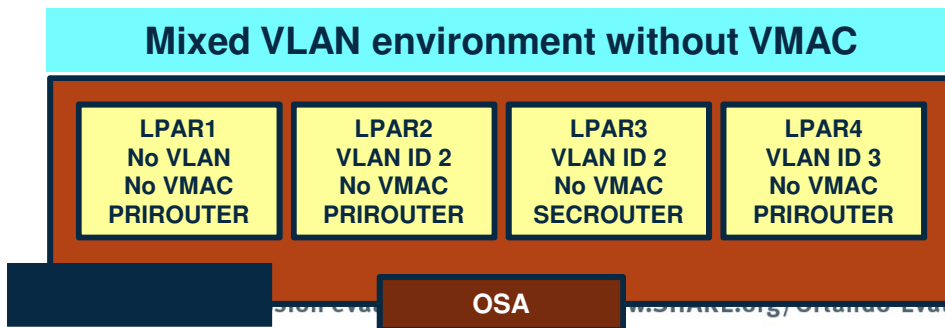 Mixed VLAN environment without VMAC
LPAR1
No VLAN
No VMAC
PRIROUTER
LPAR2
VLAN ID 2
No VMAC
PRIROUTER
LPAR3
VLAN ID 2
No VMAC
SECROUTER
LPAR4
VLAN ID 3
No VMAC
PRIROUTER
OSA